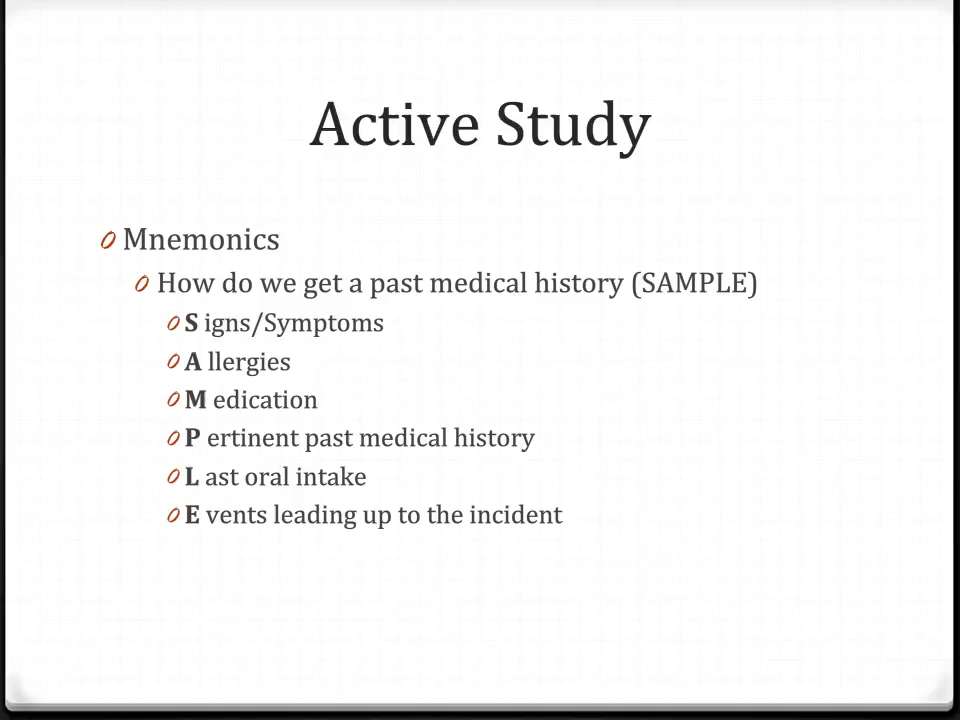 Active Study
Mnemonics
How do we get a past medical history (SAMPLE)
S igns/Symptoms
A llergies
M edication
P ertinent past medical history
L ast oral intake
E vents leading up to the incident